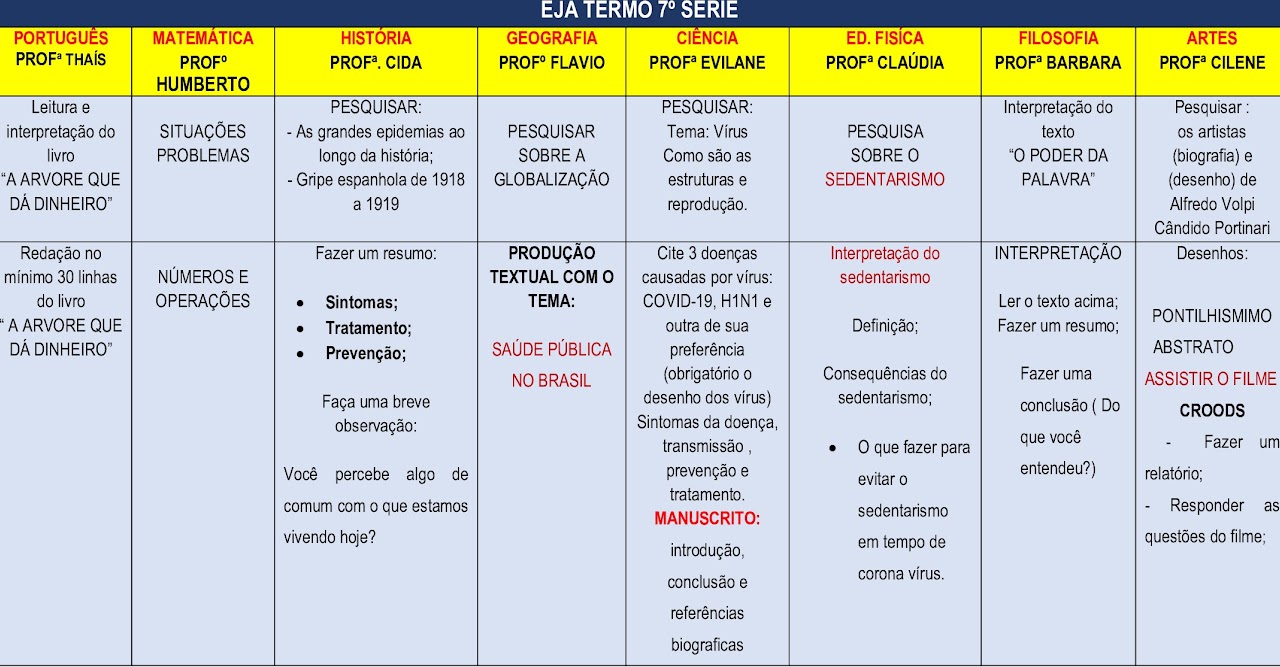 EJA TERMO 7º SERIE
PORTUGUÊS
PROFª THAÍS
MATEMÁTICA
PROFº
HUMBERTO
HISTÓRIA
PROFª. CIDA
GEOGRAFIA
PROFº FLAVIO
CIÊNCIA
PROFª EVILANE
ED. FISÍCA
PROFª CLAÚDIA
FILOSOFIA
PROFª BARBARA
ARTES
PROFª CILENE
Leitura e
interpretação do
livro
“A ARVORE QUE
DÁ DINHEIRO”
SITUAÇÕES
PROBLEMAS
PESQUISAR:
- As grandes epidemias ao
longo da história;
- Gripe espanhola de 1918
a 1919
PESQUISAR
SOBRE A
GLOBALIZAÇÃO
PESQUISAR:
Tema: Vírus
Como são as
estruturas e
reprodução.
PESQUISA
SOBRE O
SEDENTARISMO
Interpretação do
texto
“O PODER DA
PALAVRA”
Pesquisar :
os artistas
(biografia) e
(desenho) de
Alfredo Volpi
Cândido Portinari
Redação no
mínimo 30 linhas
do livro
“ A ARVORE QUE
DÁ DINHEIRO”
NÚMEROS E
OPERAÇÕES
Fazer um resumo:
• Sintomas;
• Tratamento;
• Prevenção;
Faça uma breve
observação:
Você percebe algo de
comum com o que estamos
vivendo hoje?
PRODUÇÃO
TEXTUAL COM O
TEMA:
SAÚDE PÚBLICA
NO BRASIL
Cite 3 doenças
causadas por vírus:
COVID-19, H1N1 e
outra de sua
preferência
(obrigatório o
desenho dos vírus)
Sintomas da doença,
transmissão ,
prevenção e
tratamento.
MANUSCRITO:
introdução,
conclusão e
referências
biograficas
Interpretação do
sedentarismo
Definição;
Consequências do
sedentarismo;
• O que fazer para
evitar o
sedentarismo
em tempo de
corona vírus.
INTERPRETAÇÃO
Ler o texto acima;
Fazer um resumo;
Fazer uma
conclusão ( Do
que você
entendeu?)
Desenhos:
PONTILHISMIMO
ABSTRATO
ASSISTIR O FILME
CROODS
- Fazer um
relatório;
- Responder as
questões do filme;